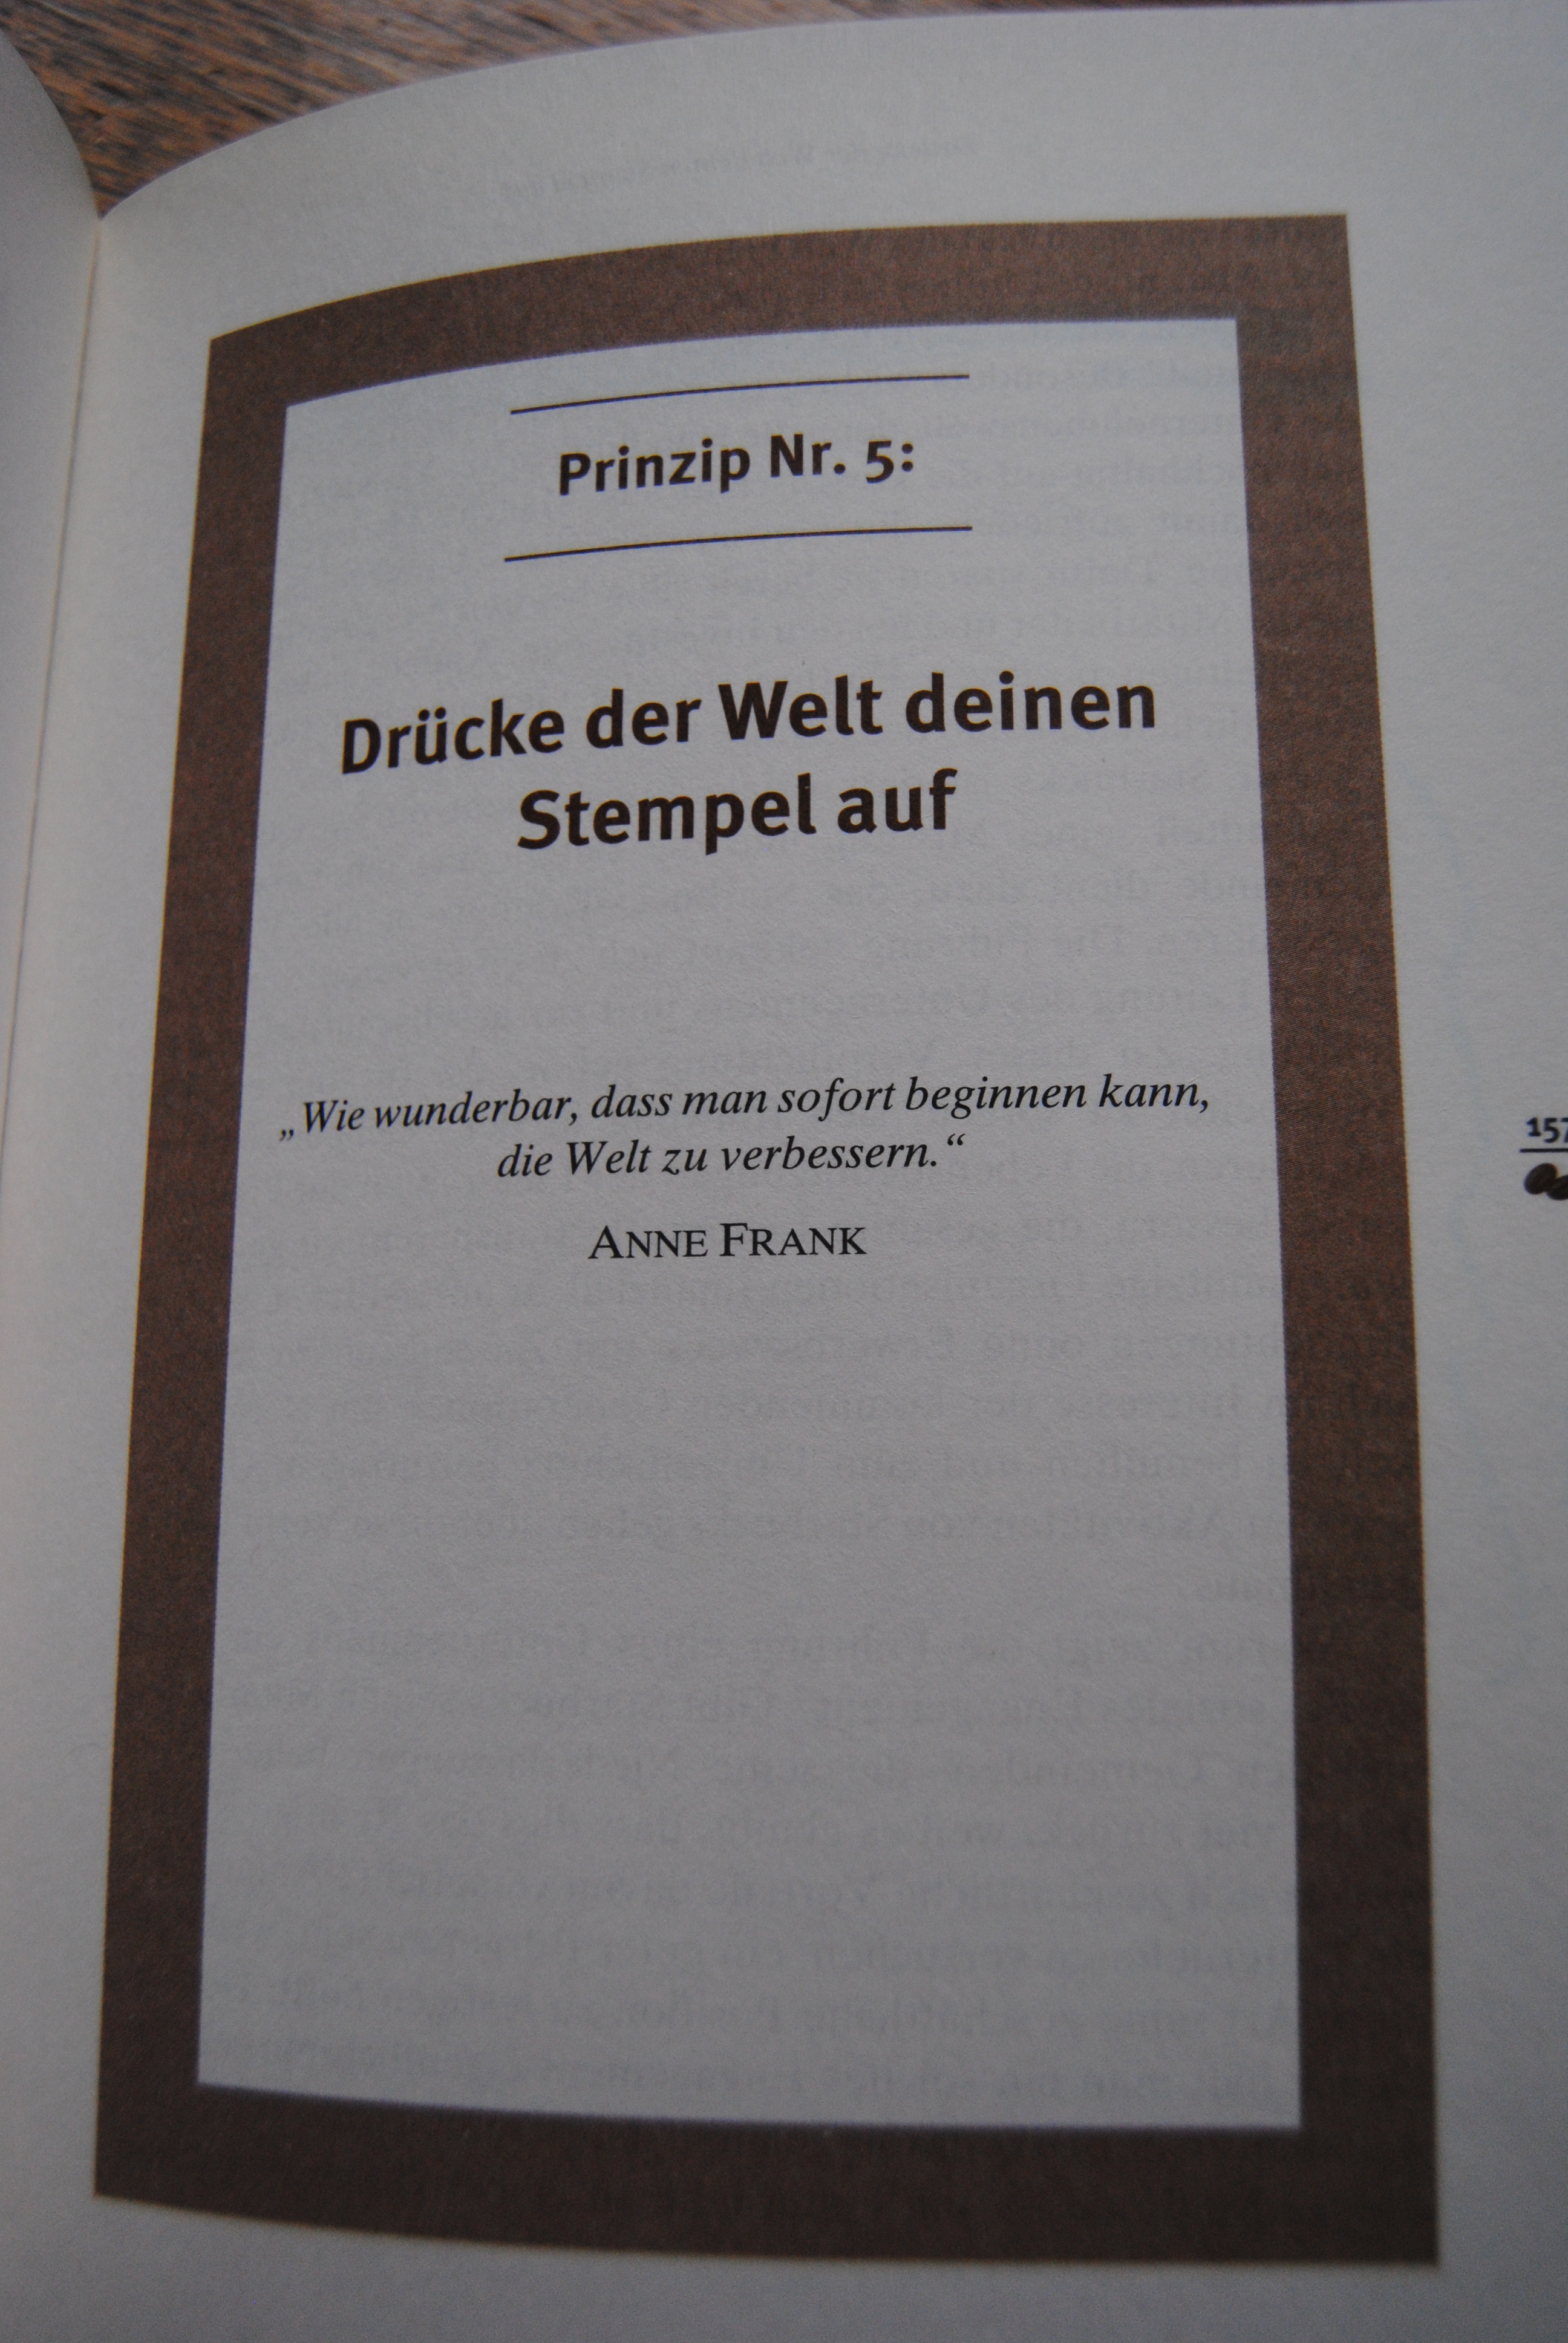 Prinzip Nr. 5:
Drücke der Welt deinen
Stempel auf
„Wie wunderbar, dass man sofort beginnen kann,
die Welt zu verbessern.“
ANNE FRANK
157